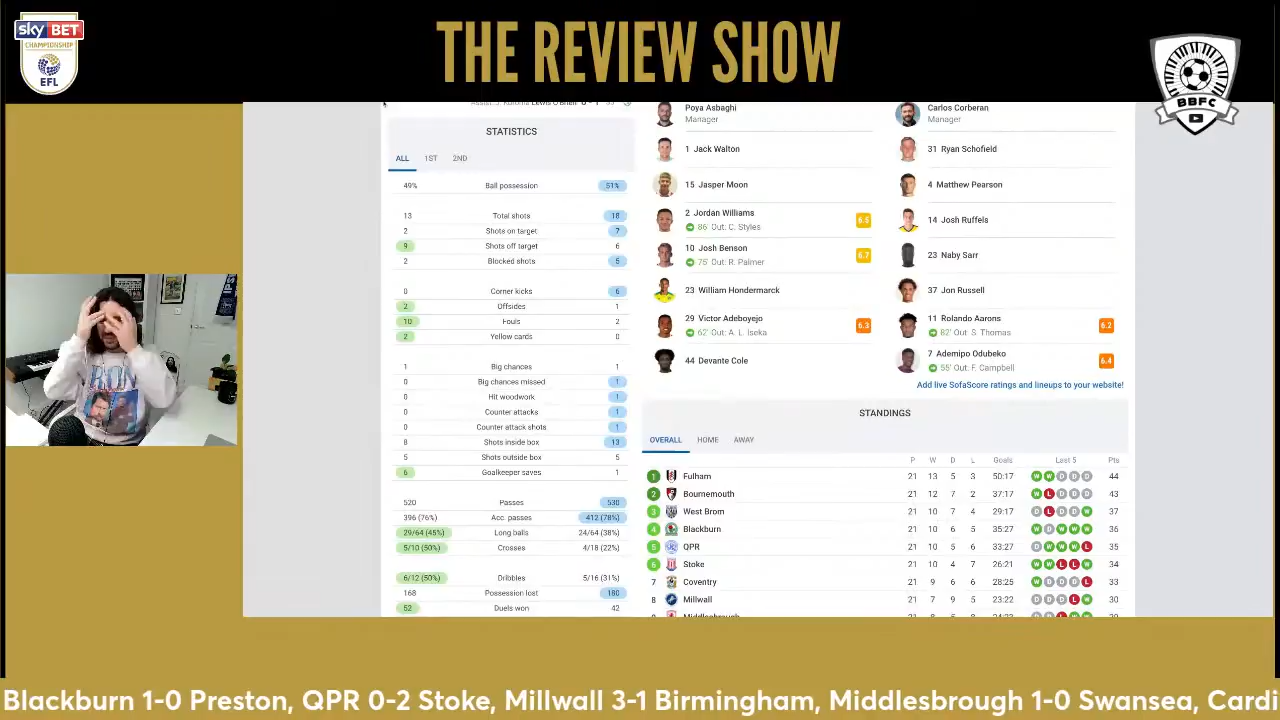 sky BET
CHAMPIONSHIP
EFL
THE REVIEW SHOW
BBFC
Lewis O'Brien 0 - 1
STATISTICS
ALL 1ST 2ND
49% Ball possession 51%
13 Total shots 18
2 Shots on target 7
9 Shots off target 6
2 Blocked shots 5
0 Corner kicks 6
2 Offsides 1
10 Fouls 2
2 Yellow cards 0
1 Big chances 1
0 Big chances missed 1
0 Hit woodwork 1
0 Counter attacks 1
0 Counter attack shots 1
8 Shots inside box 13
5 Shots outside box 5
6 Goalkeeper saves 1
520 Passes 530
396 (76%) Acc. passes 412 (78%)
29/64 (45%) Long balls 24/64 (38%)
5/10 (50%) Crosses 4/18 (22%)
6/12 (50%) Dribbles 5/16 (31%)
168 Possession lost 180
52 Duels won 42
Poya Asbaghi
Manager
1 Jack Walton
15 Jasper Moon
2 Jordan Williams
86' Out: C. Styles
6.5
10 Josh Benson
75' Out: R. Palmer
6.7
23 William Hondermarck
29 Victor Adeboyejo
62' Out: A. L. Iseka
6.3
44 Devante Cole
Carlos Corberan
Manager
31 Ryan Schofield
4 Matthew Pearson
14 Josh Ruffels
23 Naby Sarr
37 Jon Russell
11 Rolando Aarons
82' Out: S. Thomas
6.2
7 Ademipo Odubeko
55' Out: F. Campbell
6.4
Add live SofaScore ratings and lineups to your website!
STANDINGS
OVERALL HOME AWAY
P W D L Goals Last 5 Pts
1 Fulham 21 13 5 3 50:17 W W D D D 44
2 Bournemouth 21 12 7 2 37:17 W L D D D 43
3 West Brom 21 10 7 4 29:17 D L D D W 37
4 Blackburn 21 10 6 5 35:27 W D W W W 36
5 QPR 21 10 5 6 33:27 D W W W L 35
6 Stoke 21 10 4 7 26:21 W W L L W 34
7 Coventry 21 9 6 6 28:25 W D D D L 33
8 Millwall 21 7 9 5 23:22 D D D L W 30
Middlesbrough
Blackburn 1-0 Preston, QPR 0-2 Stoke, Millwall 3-1 Birmingham, Middlesbrough 1-0 Swansea, Cardi